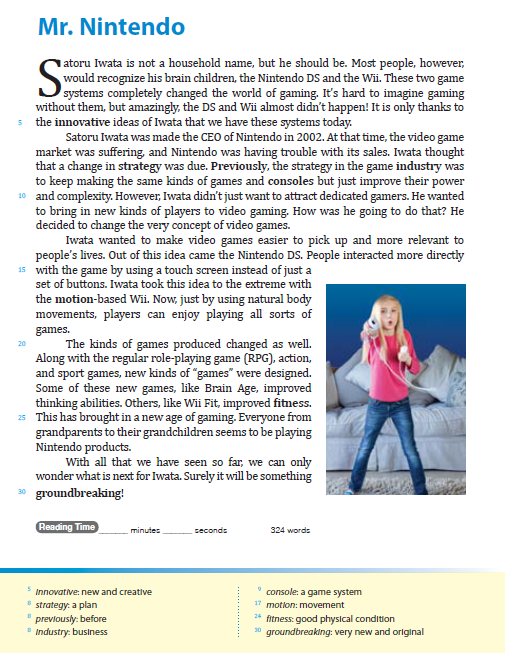 Mr. Nintendo
Satoru Iwata is not a household name, but he should be. Most people, however,
would recognize his brain children, the Nintendo DS and the Wii. These two game
systems completely changed the world of gaming. It's hard to imagine gaming
without them, but amazingly, the DS and Wii almost didn't happen! It is only thanks to
5 the innovative ideas of Iwata that we have these systems today.
Satoru Iwata was made the CEO of Nintendo in 2002. At that time, the video game
market was suffering, and Nintendo was having trouble with its sales. Iwata thought
that a change in strategy was due. Previously, the strategy in the game industry was
to keep making the same kinds of games and consoles but just improve their power
10 and complexity. However, Iwata didn't just want to attract dedicated gamers. He wanted
to bring in new kinds of players to video gaming. How was he going to do that? He
decided to change the very concept of video games.
Iwata wanted to make video games easier to pick up and more relevant to
people's lives. Out of this idea came the Nintendo DS. People interacted more directly
15 with the game by using a touch screen instead of just a
set of buttons. Iwata took this idea to the extreme with
the motion-based Wii. Now, just by using natural body
movements, players can enjoy playing all sorts of
games.
20 The kinds of games produced changed as well.
Along with the regular role-playing game (RPG), action,
and sport games, new kinds of "games" were designed.
Some of these new games, like Brain Age, improved
thinking abilities. Others, like Wii Fit, improved fitness.
25 This has brought in a new age of gaming. Everyone from
grandparents to their grandchildren seems to be playing
Nintendo products.
With all that we have seen so far, we can only
wonder what is next for Iwata. Surely it will be something
30 groundbreaking!
Reading Time ______ minutes ______ seconds 324 words
5 innovative: new and creative
8 strategy: a plan
8 previously: before
8 industry: business
9 console: a game system
17 motion: movement
24 fitness: good physical condition
30 groundbreaking: very new and original